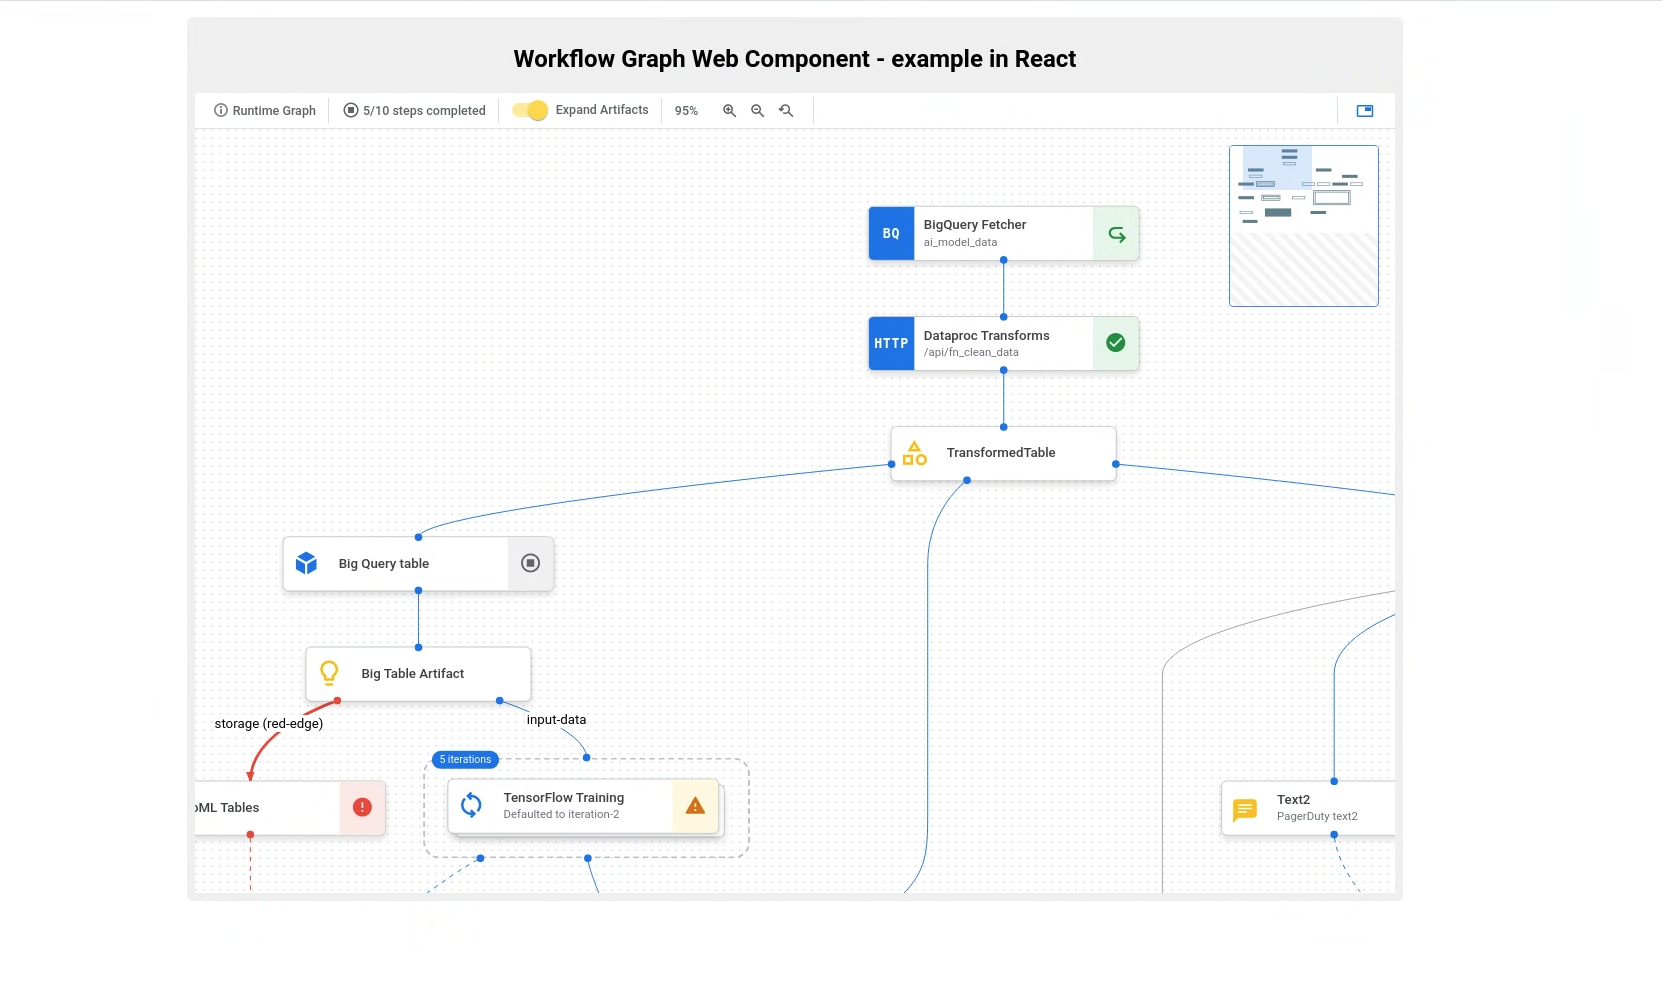 Workflow Graph Web Component - example in React
Runtime Graph
5/10 steps completed
Expand Artifacts
95%
BQ
BigQuery Fetcher
ai_model_data
HTTP
Dataproc Transforms
/api/fn_clean_data
TransformedTable
Big Query table
Big Table Artifact
storage (red-edge)
input-data
5 iterations
ML Tables
TensorFlow Training
Defaulted to iteration-2
Text2
PagerDuty text2